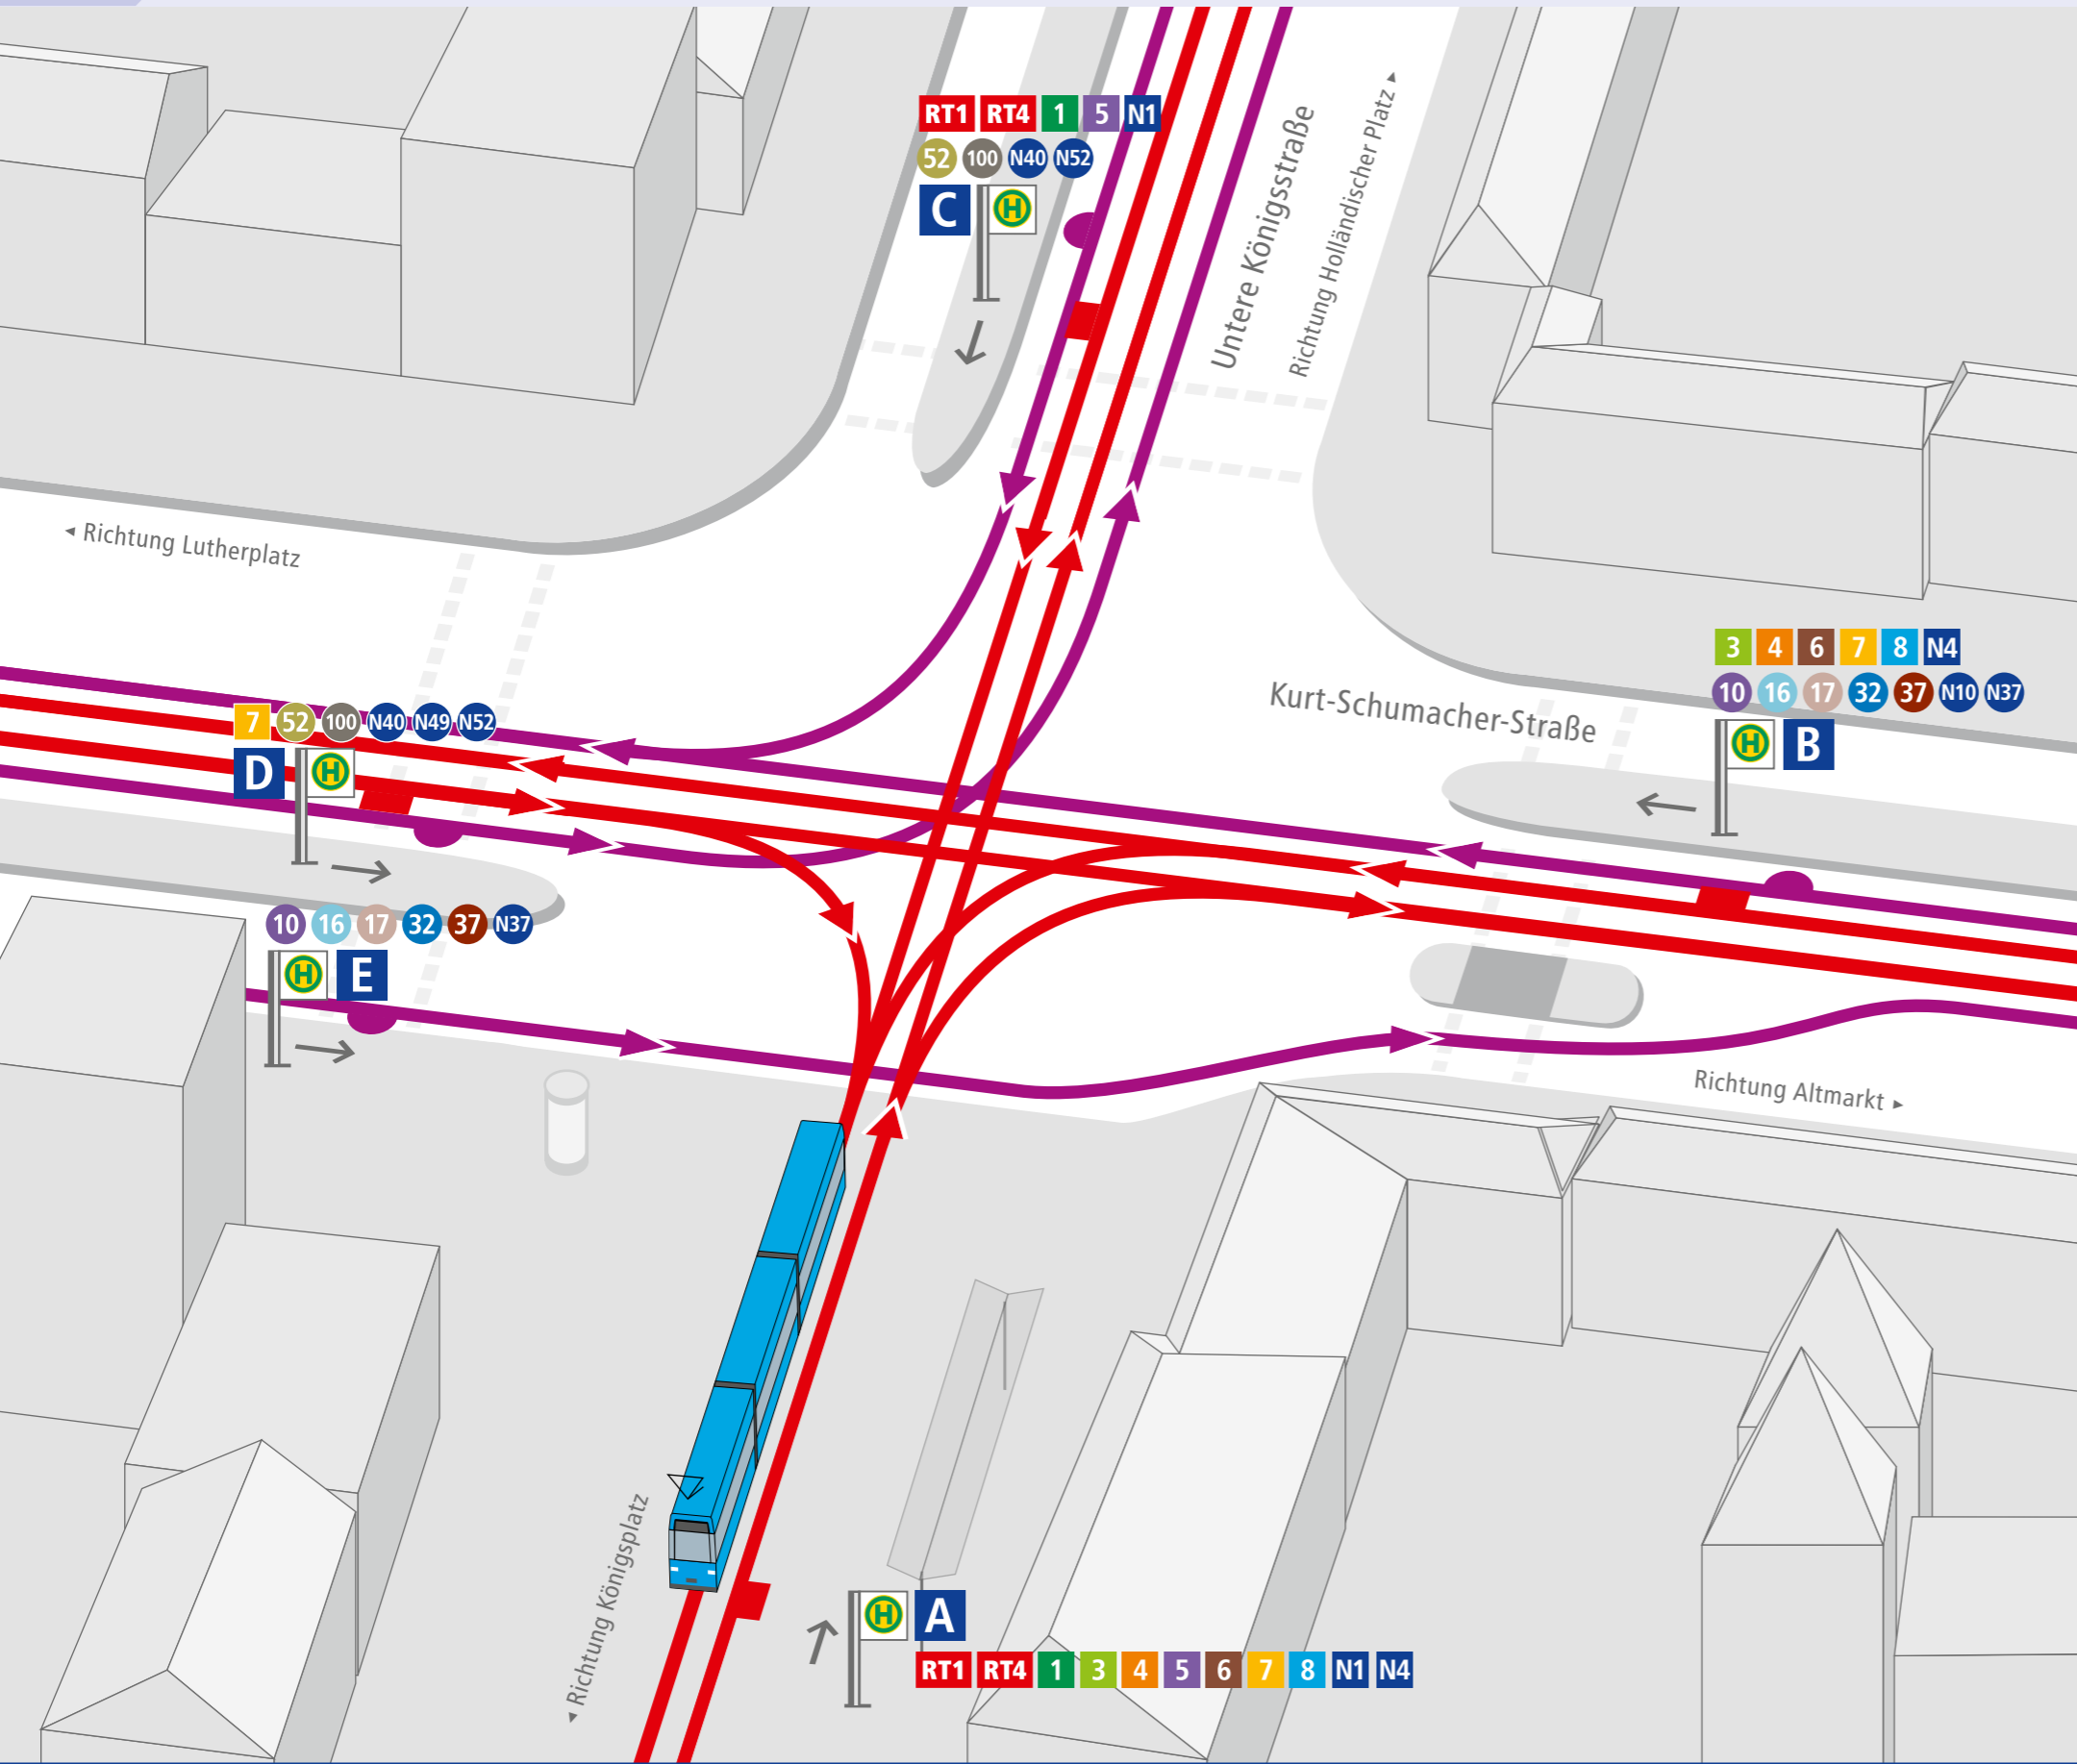 RT1 RT4 1 5 N1
52 100 N40 N52
C H
Untere Königsstraße
Richtung Holländischer Platz
Richtung Lutherplatz
3 4 6 7 8 N4
10 16 17 32 37 N10 N37
H B
Kurt-Schumacher-Straße
7 52 100 N40 N49 N52
D H
10 16 17 32 37 N37
H E
Richtung Altmarkt
Richtung Königsplatz
H A
RT1 RT4 1 3 4 5 6 7 8 N1 N4